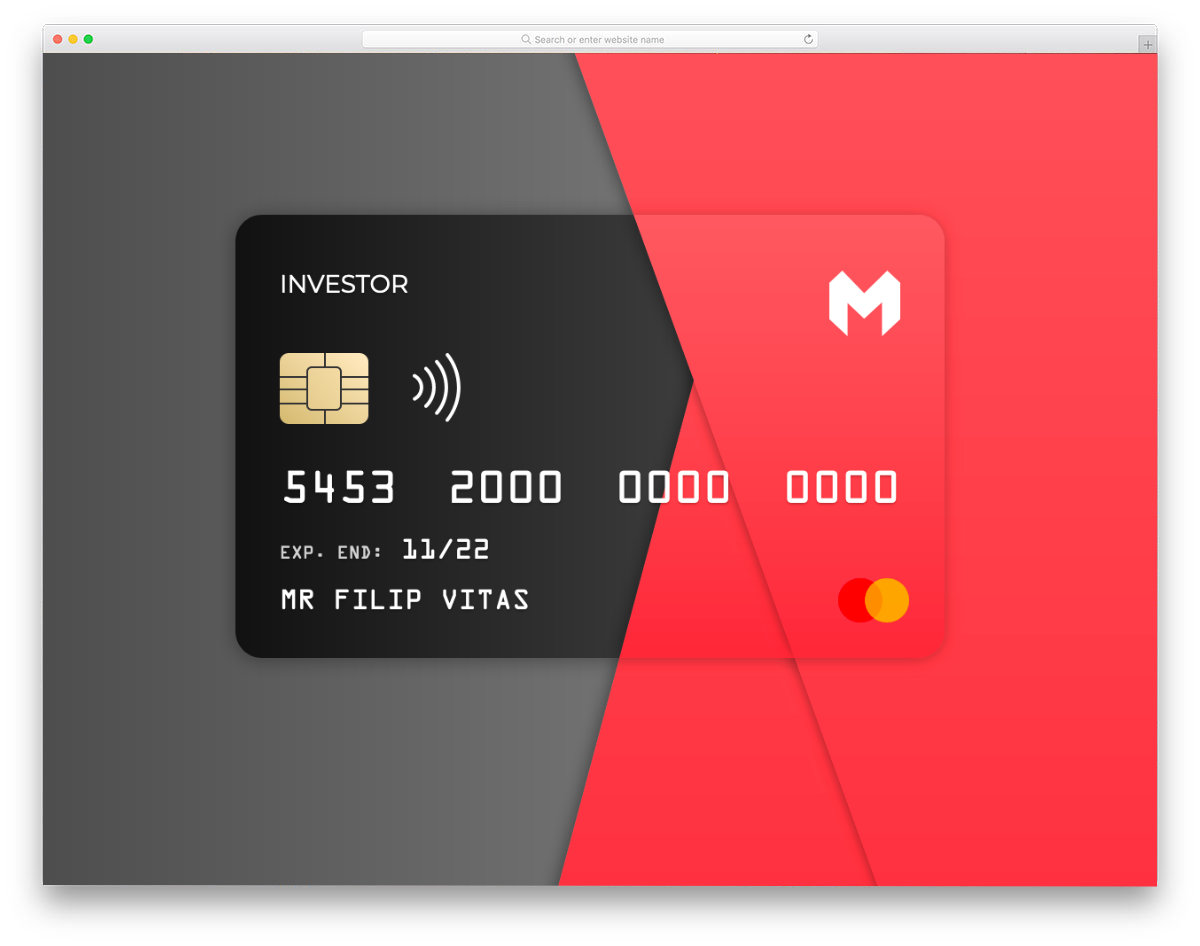 Search or enter website name
INVESTOR
5453 2000 0000 0000
EXP. END: 11/22
MR FILIP VITAS